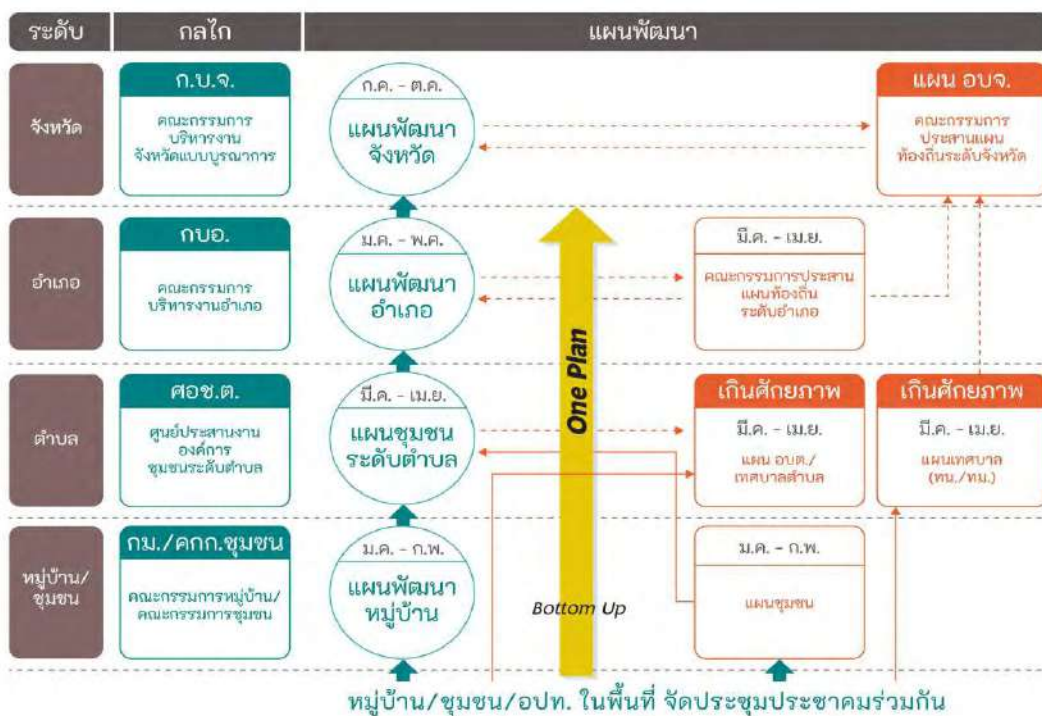 ระดับ กลไก แผนพัฒนา
จังหวัด
ก.บ.จ.
คณะกรรมการ
บริหารงาน
จังหวัดแบบบูรณาการ
ก.ค. - ต.ค.
แผนพัฒนา
จังหวัด
แผน อบจ.
คณะกรรมการ
ประสานแผน
ท้องถิ่นระดับจังหวัด
อำเภอ
กบอ.
คณะกรรมการ
บริหารงานอำเภอ
ม.ค. - พ.ค.
แผนพัฒนา
อำเภอ
มี.ค. - เม.ย.
คณะกรรมการประสาน
แผนท้องถิ่น
ระดับอำเภอ
One Plan
ตำบล
ศอช.ต.
ศูนย์ประสานงาน
องค์การ
ชุมชนระดับตำบล
มี.ค. - เม.ย.
แผนชุมชน
ระดับตำบล
เกินศักยภาพ
มี.ค. - เม.ย.
แผน อบต./
เทศบาลตำบล
เกินศักยภาพ
มี.ค. - เม.ย.
แผนเทศบาล
(ทน./ทม.)
หมู่บ้าน/
ชุมชน
กม./คกก.ชุมชน
คณะกรรมการหมู่บ้าน/
คณะกรรมการชุมชน
ม.ค. - ก.พ.
แผนพัฒนา
หมู่บ้าน
Bottom Up
ม.ค. - ก.พ.
แผนชุมชน
หมู่บ้าน/ชุมชน/อปท. ในพื้นที่ จัดประชุมประชาคมร่วมกัน